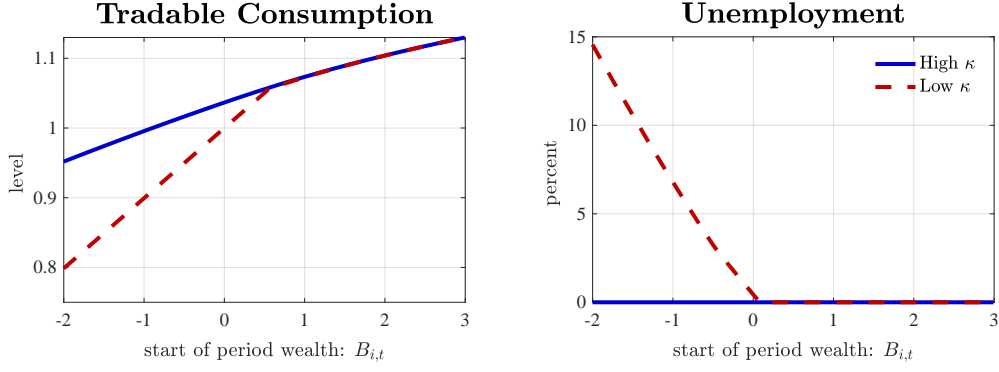 Tradable Consumption
1.1
1
0.9
0.8
level
-2 -1 0 1 2 3
start of period wealth: B_{i,t}
Unemployment
15
10
5
0
percent
High κ
Low κ
-2 -1 0 1 2 3
start of period wealth: B_{i,t}